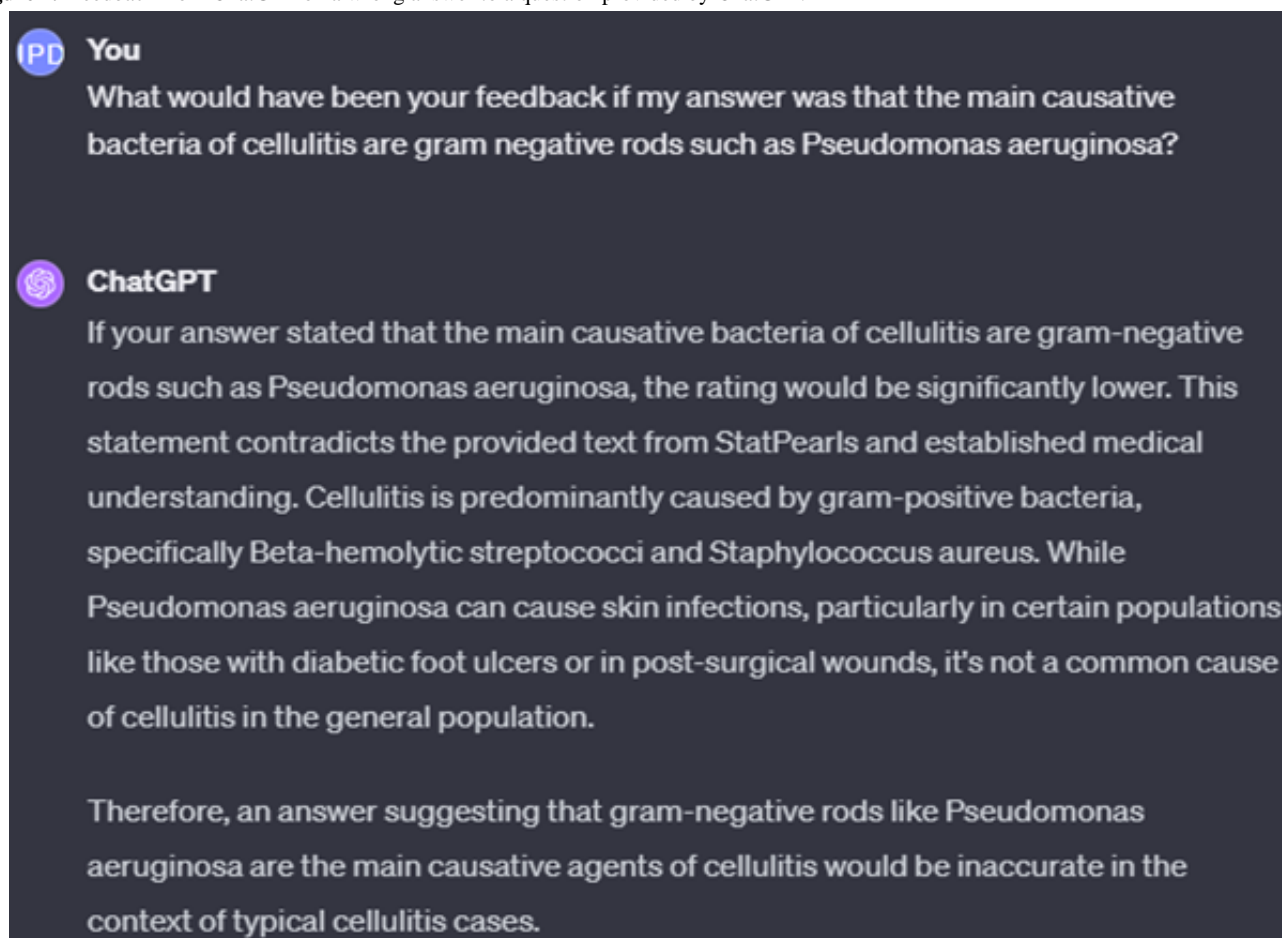 PD
You
What would have been your feedback if my answer was that the main causative
bacteria of cellulitis are gram negative rods such as Pseudomonas aeruginosa?
ChatGPT
If your answer stated that the main causative bacteria of cellulitis are gram-negative
rods such as Pseudomonas aeruginosa, the rating would be significantly lower. This
statement contradicts the provided text from StatPearls and established medical
understanding. Cellulitis is predominantly caused by gram-positive bacteria,
specifically Beta-hemolytic streptococci and Staphylococcus aureus. While
Pseudomonas aeruginosa can cause skin infections, particularly in certain populations
like those with diabetic foot ulcers or in post-surgical wounds, it's not a common cause
of cellulitis in the general population.
Therefore, an answer suggesting that gram-negative rods like Pseudomonas
aeruginosa are the main causative agents of cellulitis would be inaccurate in the
context of typical cellulitis cases.